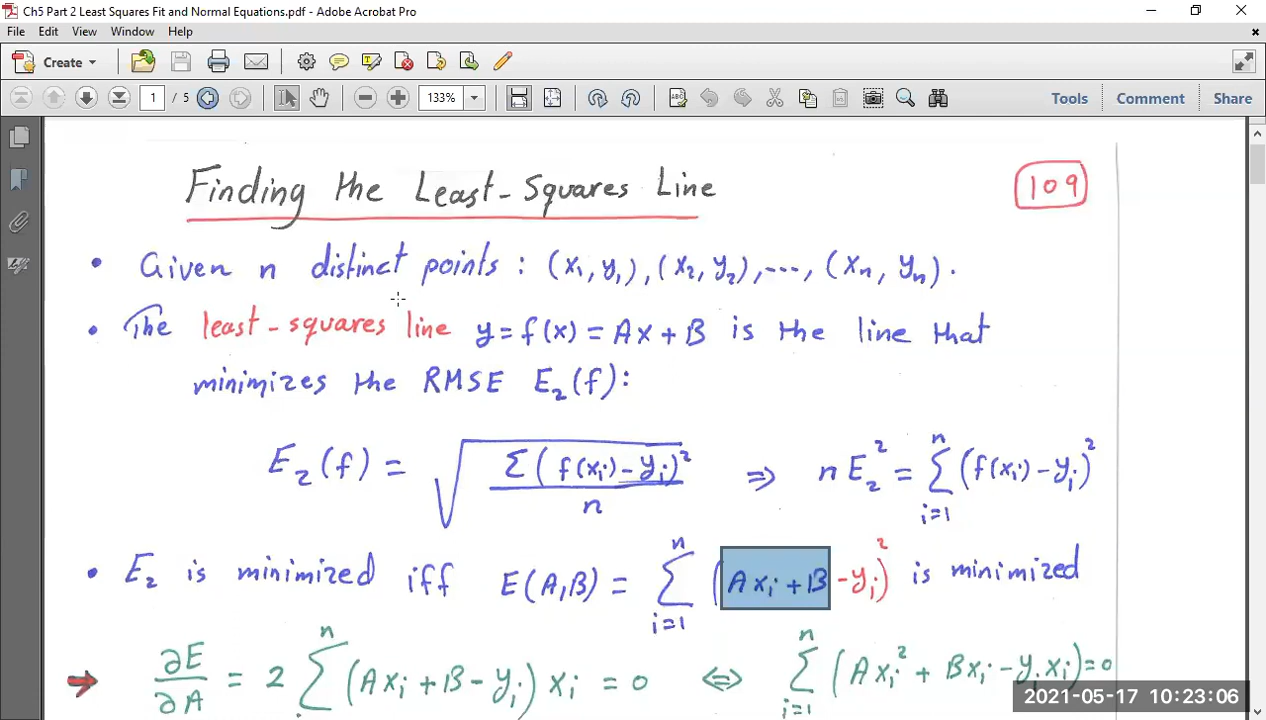 Ch5 Part 2 Least Squares Fit and Normal Equations.pdf - Adobe Acrobat Pro
File Edit View Window Help
Create
1 / 5 133% Tools Comment Share
Finding the Least-Squares Line 109
• Given n distinct points : (x₁, y₁), (x₂, y₂), ..., (xₙ, yₙ).
• The least-squares line y = f(x) = Ax + B is the line that
minimizes the RMSE E₂(f):
E₂(f) = √(Σ(f(xᵢ) - yᵢ)² / n) ⇒ n E₂² = Σⁿᵢ₌₁ (f(xᵢ) - yᵢ)²
• E₂ is minimized iff E(A,B) = Σⁿᵢ₌₁ (Axᵢ + B - yᵢ)² is minimized
→ ∂E/∂A = 2 Σⁿ (Axᵢ + B - yᵢ) xᵢ = 0 ⇔ Σⁿᵢ₌₁ (Axᵢ² + Bxᵢ - yᵢxᵢ) = 0
2021-05-17 10:23:06